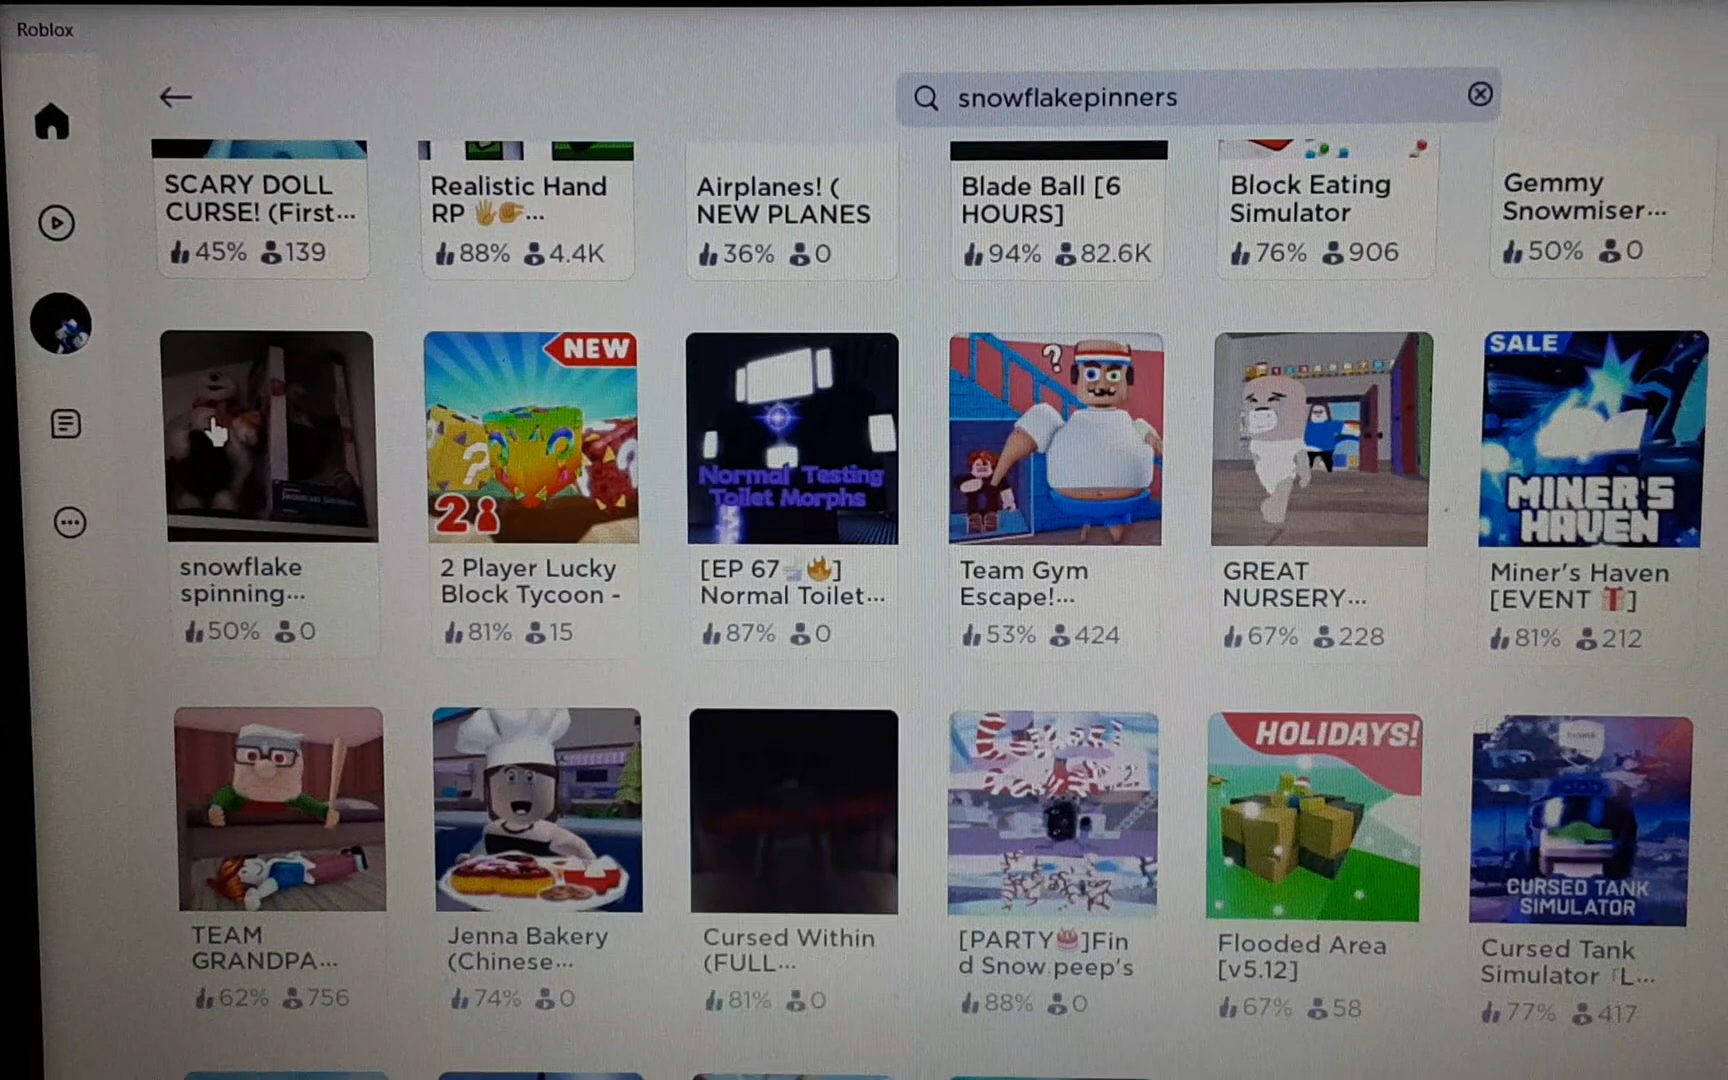 Roblox
snowflakepinners
SCARY DOLL
CURSE! (First...
45% 139
Realistic Hand
RP 🖐👉...
88% 4.4K
Airplanes! (
NEW PLANES
36% 0
Blade Ball [6
HOURS]
94% 82.6K
Block Eating
Simulator
76% 906
Gemmy
Snowmiser...
50% 0
snowflake
spinning...
50% 0
NEW
2
2 Player Lucky
Block Tycoon -
81% 15
Normal Testing
Toilet Morphs
[EP 67🚽🔥]
Normal Toilet...
87% 0
?
Team Gym
Escape!...
53% 424
GREAT
NURSERY...
67% 228
SALE
MINER'S
HAVEN
Miner's Haven
[EVENT 🎁]
81% 212
TEAM
GRANDPA...
62% 756
Jenna Bakery
(Chinese...
74% 0
Cursed Within
(FULL...
81% 0
[PARTY🎂]Fin
d Snow peep's
88% 0
HOLIDAYS!
Flooded Area
[v5.12]
67% 58
CURSED TANK
SIMULATOR
Cursed Tank
Simulator「L...
77% 417